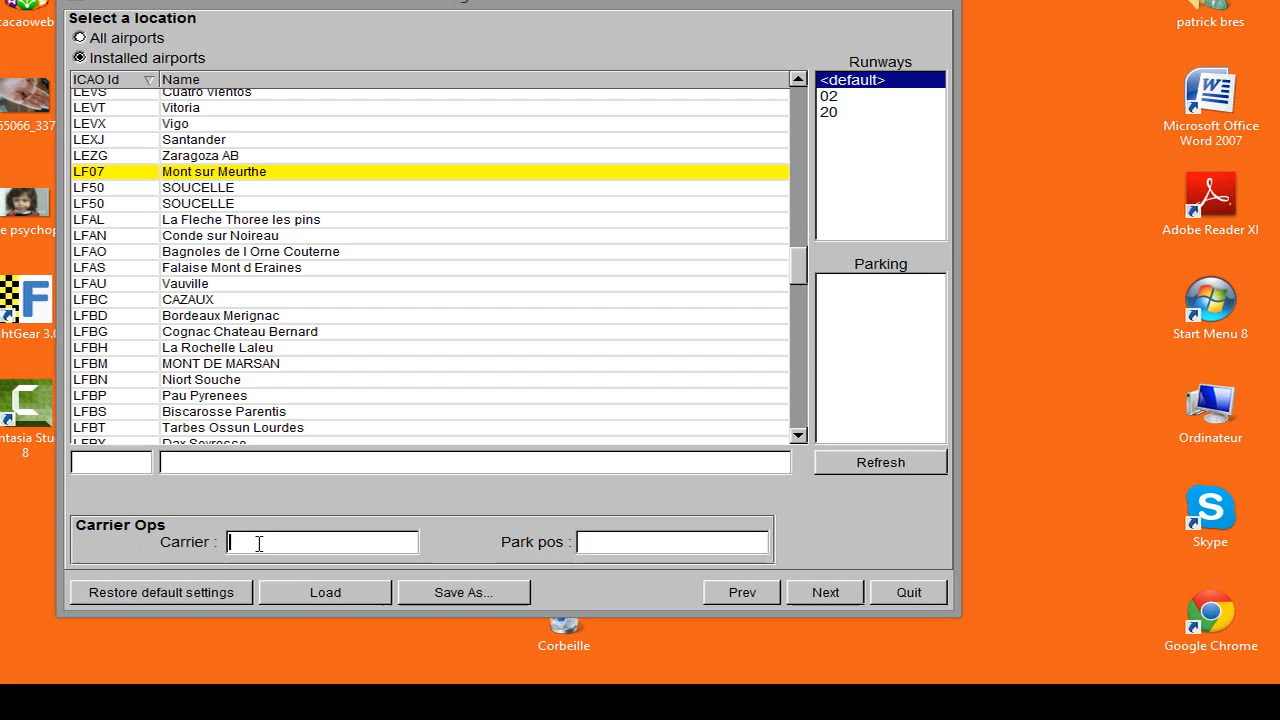 Select a location
All airports
Installed airports
ICAO Id Name
LEVS Cuatro Vientos
LEVT Vitoria
LEVX Vigo
LEXJ Santander
LEZG Zaragoza AB
LF07 Mont sur Meurthe
LF50 SOUCELLE
LF50 SOUCELLE
LFAL La Fleche Thoree les pins
LFAN Conde sur Noireau
LFAO Bagnoles de l Orne Couterne
LFAS Falaise Mont d Eraines
LFAU Vauville
LFBC CAZAUX
LFBD Bordeaux Merignac
LFBG Cognac Chateau Bernard
LFBH La Rochelle Laleu
LFBM MONT DE MARSAN
LFBN Niort Souche
LFBP Pau Pyrenees
LFBS Biscarosse Parentis
LFBT Tarbes Ossun Lourdes
LFBY Dax Seyresse
Runways
<default>
02
20
Parking
Refresh
Carrier Ops
Carrier :
Park pos :
Restore default settings
Load
Save As...
Prev
Next
Quit
cacaoweb
65066_337
e psychop
ghtGear 3.0
ntasia Stu
8
Corbeille
patrick bres
Microsoft Office
Word 2007
Adobe Reader XI
Start Menu 8
Ordinateur
Skype
Google Chrome